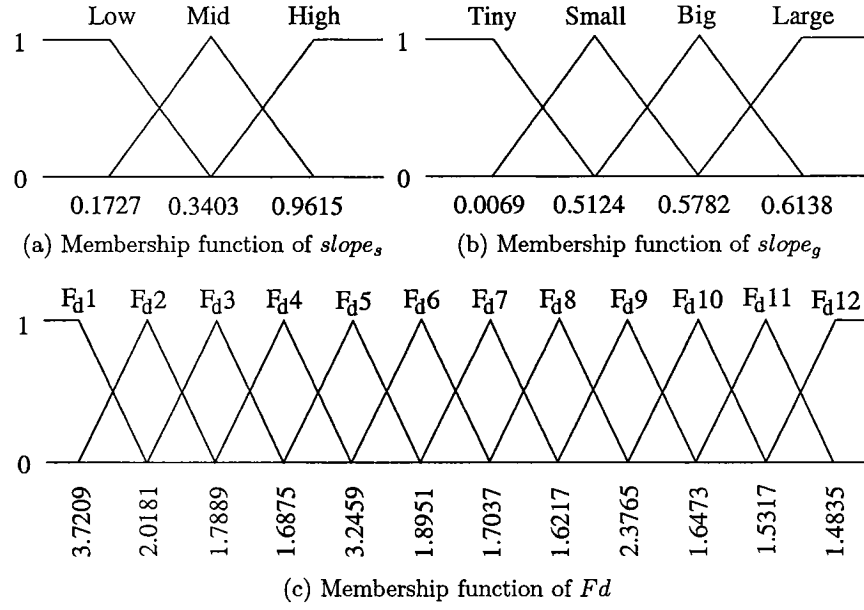 Low Mid High
1
0
0.1727 0.3403 0.9615
(a) Membership function of slope_s
Tiny Small Big Large
1
0
0.0069 0.5124 0.5782 0.6138
(b) Membership function of slope_g
F_d1 F_d2 F_d3 F_d4 F_d5 F_d6 F_d7 F_d8 F_d9 F_d10 F_d11 F_d12
1
0
3.7209 2.0181 1.7889 1.6875 3.2459 1.8951 1.7037 1.6217 2.3765 1.6473 1.5317 1.4835
(c) Membership function of Fd